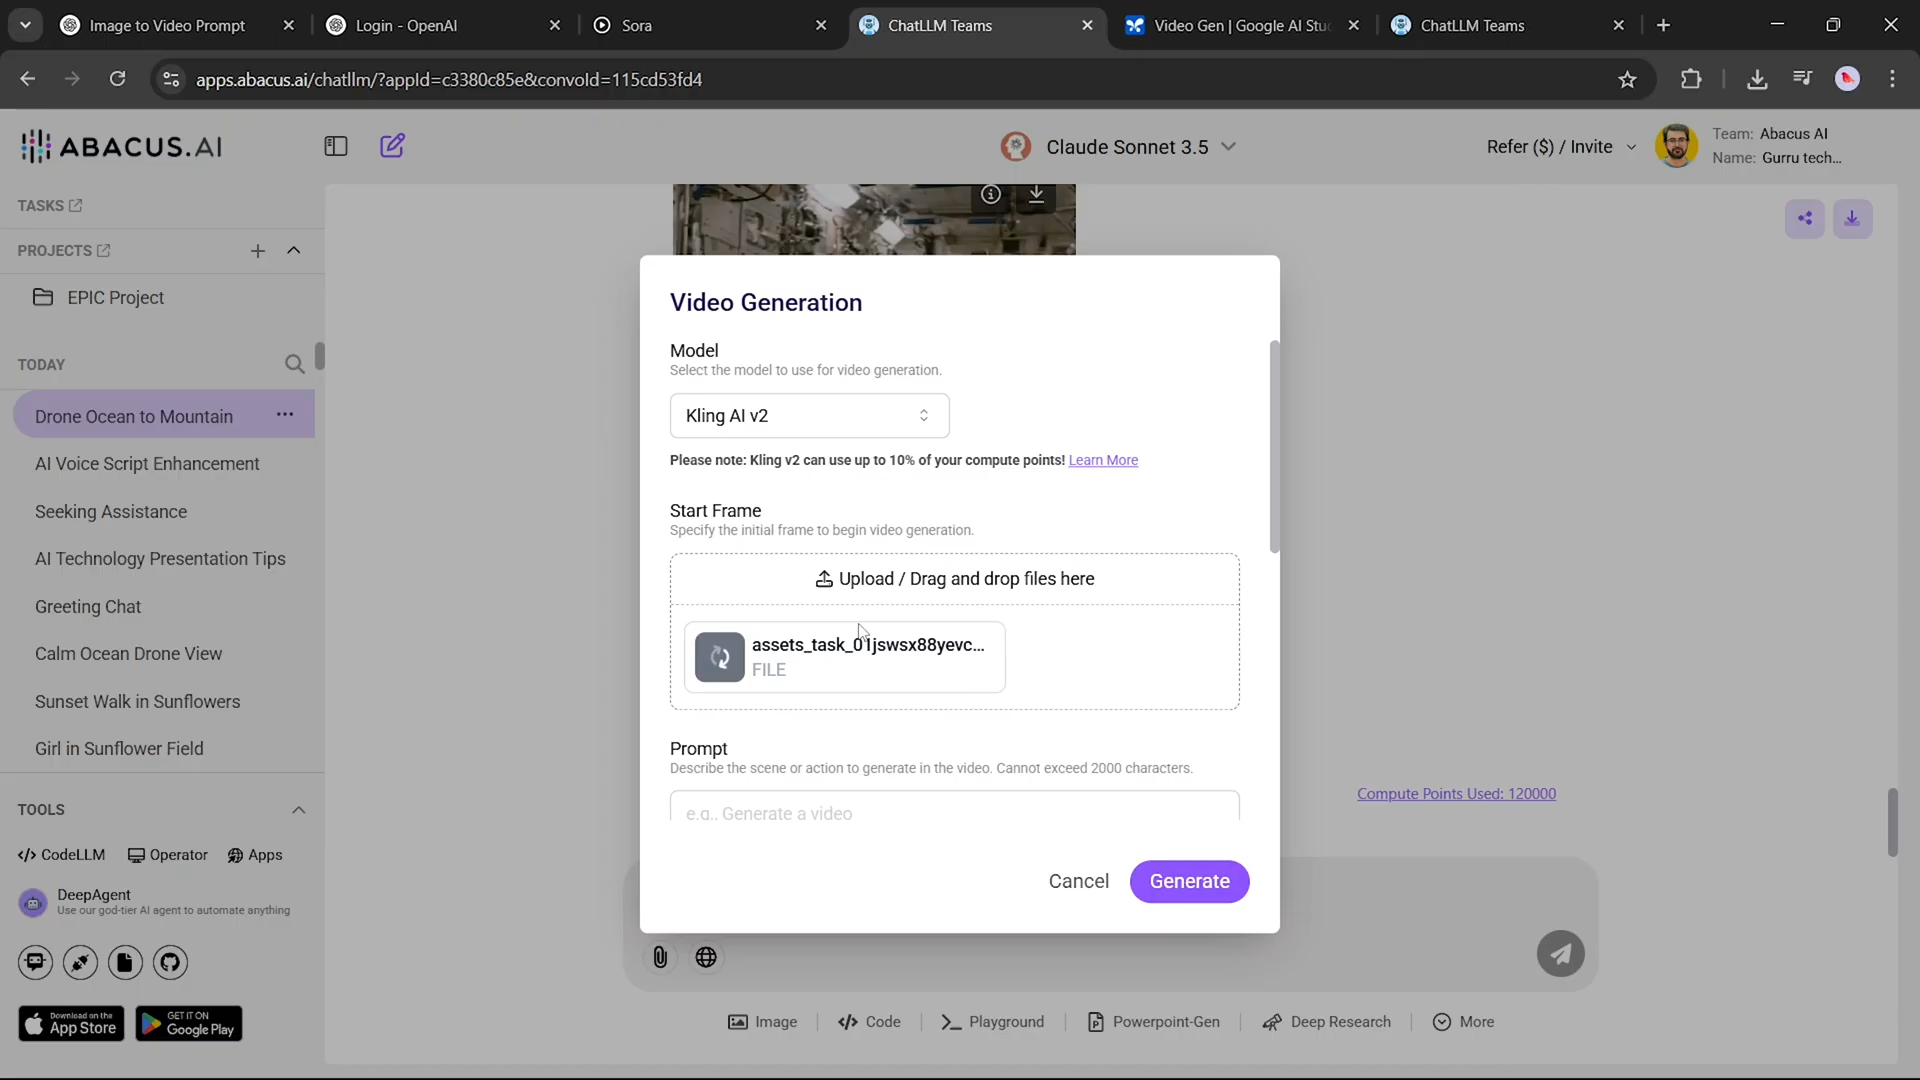 Image to Video Prompt
Login - OpenAI
Sora
ChatLLM Teams
Video Gen | Google AI Stu
ChatLLM Teams
apps.abacus.ai/chatllm/?appId=c3380c85e&convoId=115cd53fd4
ABACUS.AI
Claude Sonnet 3.5
Refer ($) / Invite
Team: Abacus AI
Name: Gurru tech...
TASKS
PROJECTS
EPIC Project
TODAY
Drone Ocean to Mountain
AI Voice Script Enhancement
Seeking Assistance
AI Technology Presentation Tips
Greeting Chat
Calm Ocean Drone View
Sunset Walk in Sunflowers
Girl in Sunflower Field
TOOLS
</> CodeLLM
Operator
Apps
DeepAgent
Use our god-tier AI agent to automate anything
Download on the
App Store
GET IT ON
Google Play
Video Generation
Model
Select the model to use for video generation.
Kling AI v2
Please note: Kling v2 can use up to 10% of your compute points! Learn More
Start Frame
Specify the initial frame to begin video generation.
Upload / Drag and drop files here
assets_task_01jswsx88yevc...
FILE
Prompt
Describe the scene or action to generate in the video. Cannot exceed 2000 characters.
e.g., Generate a video
Cancel
Generate
Compute Points Used: 120000
Image
</> Code
Playground
Powerpoint-Gen
Deep Research
More